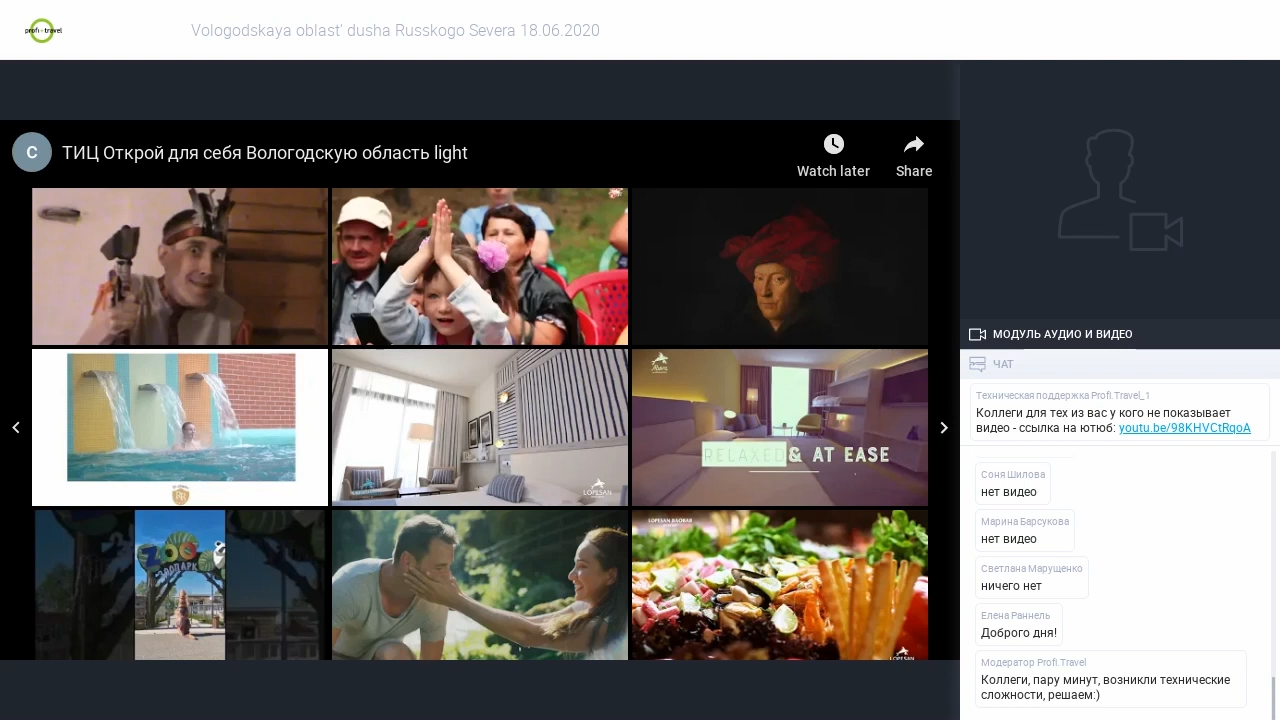 profi travel
Vologodskaya oblast' dusha Russkogo Severa 18.06.2020
C
ТИЦ Открой для себя Вологодскую область light
Watch later
Share
RELAXED & AT EASE
LOPESAN
ZOO
ЗООПАРК
LOPESAN BAOBAB
LOPESAN
МОДУЛЬ АУДИО И ВИДЕО
ЧАТ
Техническая поддержка Profi.Travel_1
Коллеги для тех из вас у кого не показывает
видео - ссылка на ютюб: youtu.be/98KHVCtRqoA
Соня Шилова
нет видео
Марина Барсукова
нет видео
Светлана Марущенко
ничего нет
Елена Раннель
Доброго дня!
Модератор Profi.Travel
Коллеги, пару минут, возникли технические
сложности, решаем:)